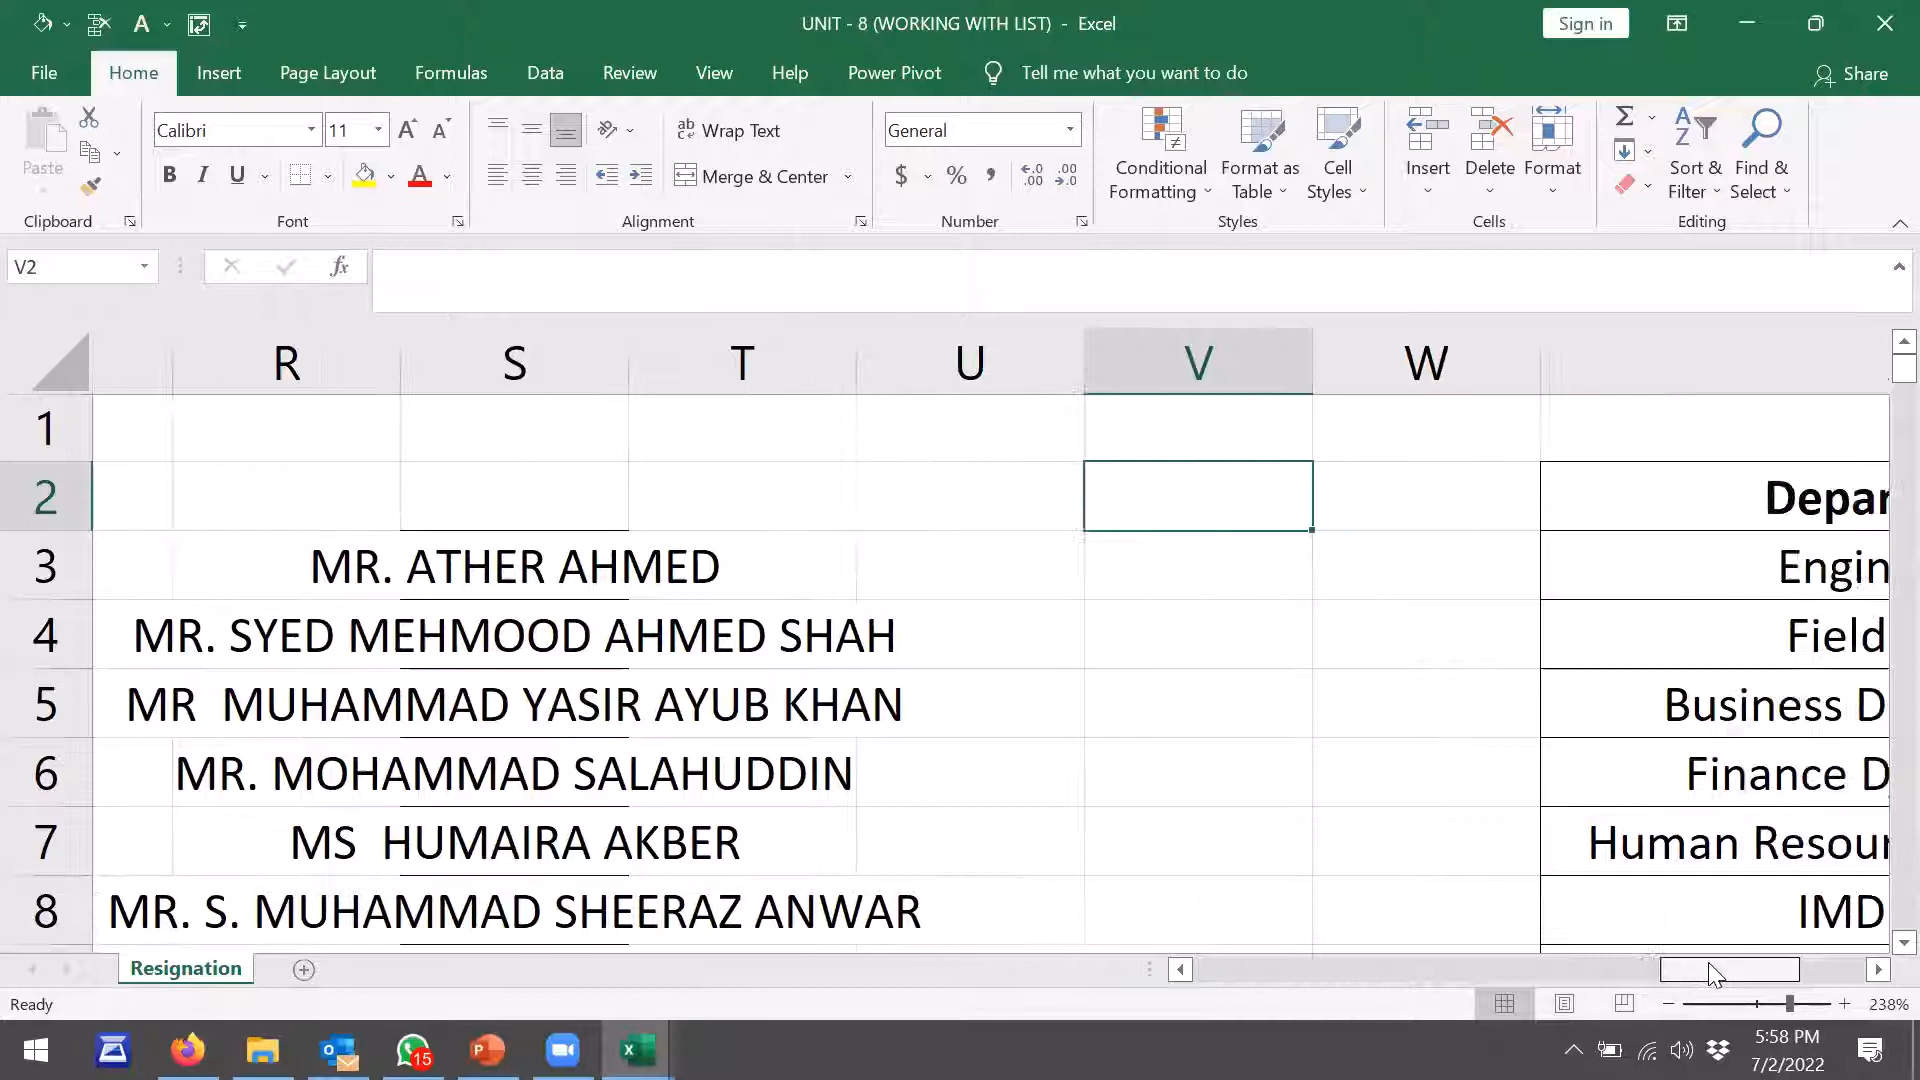 UNIT - 8 (WORKING WITH LIST) - Excel
Sign in
File Home Insert Page Layout Formulas Data Review View Help Power Pivot Tell me what you want to do
Share
Paste
Calibri 11
Wrap Text
General
Merge & Center
Conditional Formatting
Format as Table
Cell Styles
Insert
Delete
Format
Sort & Filter
Find & Select
Clipboard Font Alignment Number Styles Cells Editing
V2
fx
R S T U V W
1
2 Depar
3 MR. ATHER AHMED Engin
4 MR. SYED MEHMOOD AHMED SHAH Field
5 MR  MUHAMMAD YASIR AYUB KHAN Business D
6 MR. MOHAMMAD SALAHUDDIN Finance D
7 MS  HUMAIRA AKBER Human Resour
8 MR. S. MUHAMMAD SHEERAZ ANWAR IMD
Resignation
Ready
238%
15
5:58 PM
7/2/2022